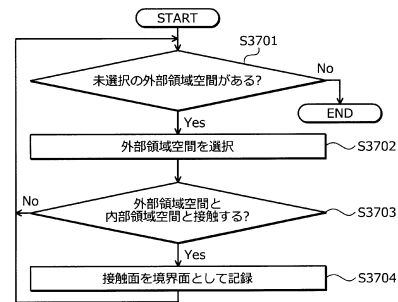 START
S3701
未選択の外部領域空間がある?
No
END
Yes
外部領域空間を選択
S3702
外部領域空間と
内部領域空間と接触する?
No
S3703
Yes
接触面を境界面として記録
S3704